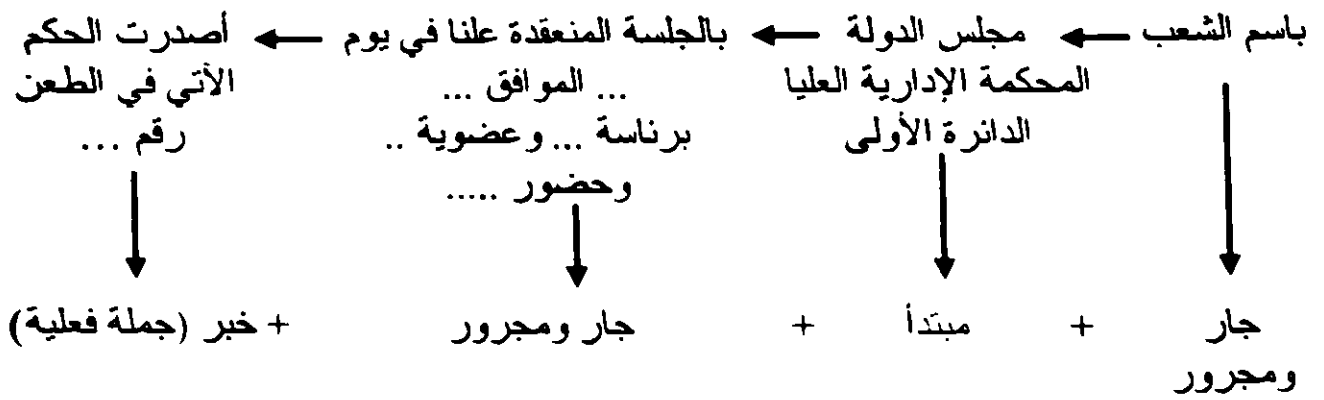 باسم الشعب ← مجلس الدولة ← بالجلسة المنعقدة علنا في يوم ← أصدرت الحكم
المحكمة الإدارية العليا ... الموافق ... الآتي في الطعن
الدائرة الأولى برئاسة ... وعضوية .. رقم ...
وحضور .....
جار + مبتدأ + جار ومجرور + خبر (جملة فعلية)
ومجرور